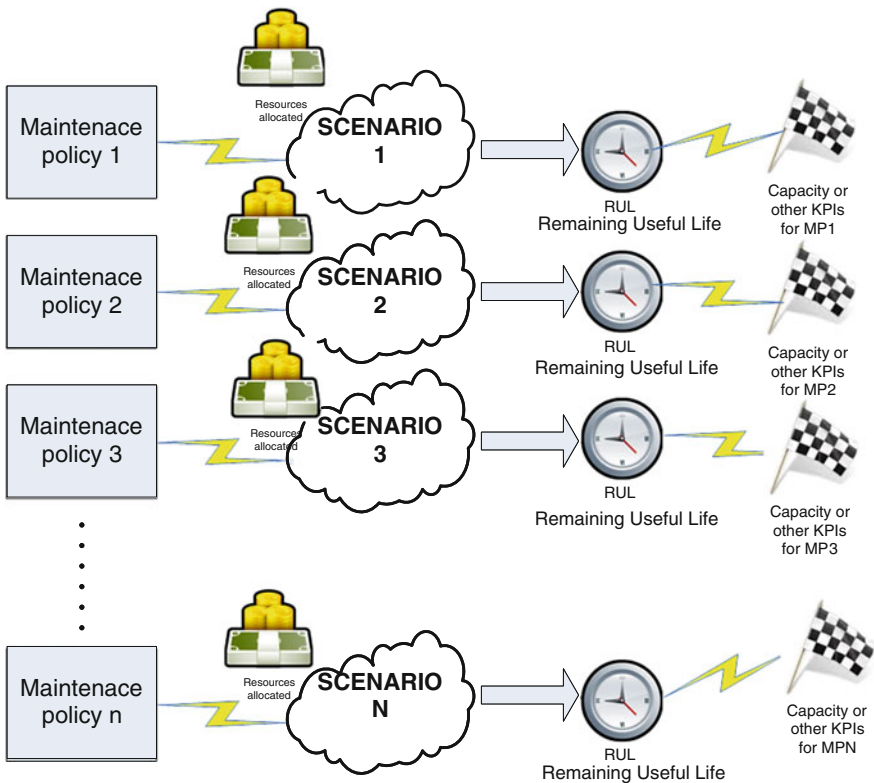 Maintenace
policy 1
Resources
allocated
SCENARIO
1
RUL
Remaining Useful Life
Capacity or
other KPIs
for MP1
Maintenace
policy 2
Resources
allocated
SCENARIO
2
RUL
Remaining Useful Life
Capacity or
other KPIs
for MP2
Maintenace
policy 3
Resources
allocated
SCENARIO
3
RUL
Remaining Useful Life
Capacity or
other KPIs
for MP3
Maintenace
policy n
Resources
allocated
SCENARIO
N
RUL
Remaining Useful Life
Capacity or
other KPIs
for MPN